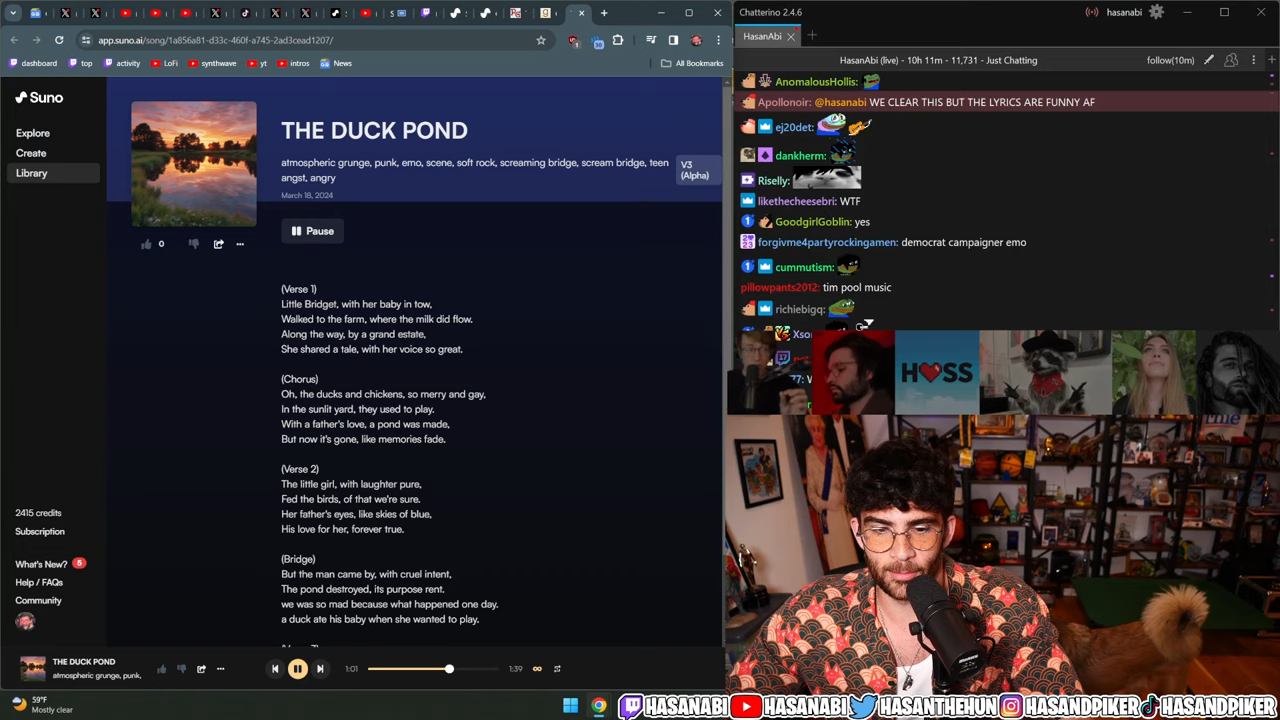 Chatterino 2.4.6
hasanabi
HasanAbi
app.suno.ai/song/1a856a81-d33c-460f-a745-2ad3cead1207/
dashboard
top
activity
LoFi
synthwave
yt
intros
News
All Bookmarks
HasanAbi (live) - 10h 11m - 11,731 - Just Chatting
follow(10m)
Suno
Explore
Create
Library
THE DUCK POND
atmospheric grunge, punk, emo, scene, soft rock, screaming bridge, scream bridge, teen
angst, angry
V3
(Alpha)
March 18, 2024
Pause
0
(Verse 1)
Little Bridget, with her baby in tow,
Walked to the farm, where the milk did flow.
Along the way, by a grand estate,
She shared a tale, with her voice so great.
(Chorus)
Oh, the ducks and chickens, so merry and gay,
In the sunlit yard, they used to play.
With a father's love, a pond was made,
But now it's gone, like memories fade.
(Verse 2)
The little girl, with laughter pure,
Fed the birds, of that we're sure.
Her father's eyes, like skies of blue,
His love for her, forever true.
(Bridge)
But the man came by, with cruel intent,
The pond destroyed, its purpose rent.
we was so mad because what happened one day.
a duck ate his baby when she wanted to play.
2415 credits
Subscription
What's New?
5
Help / FAQs
Community
THE DUCK POND
atmospheric grunge, punk,
1:01
1:39
59°F
Mostly clear
AnomalousHollis:
Apollonoir: @hasanabi WE CLEAR THIS BUT THE LYRICS ARE FUNNY AF
ej20det:
dankherm:
Riselly:
likethecheesebri: WTF
GoodgirlGoblin: yes
forgivme4partyrockingamen: democrat campaigner emo
cummutism:
pillowpants2012: tim pool music
richiebigq:
Xso
H SS
HASANABI
HASANABI
HASANTHEHUN
HASANDPIKER
HASANDPIKER